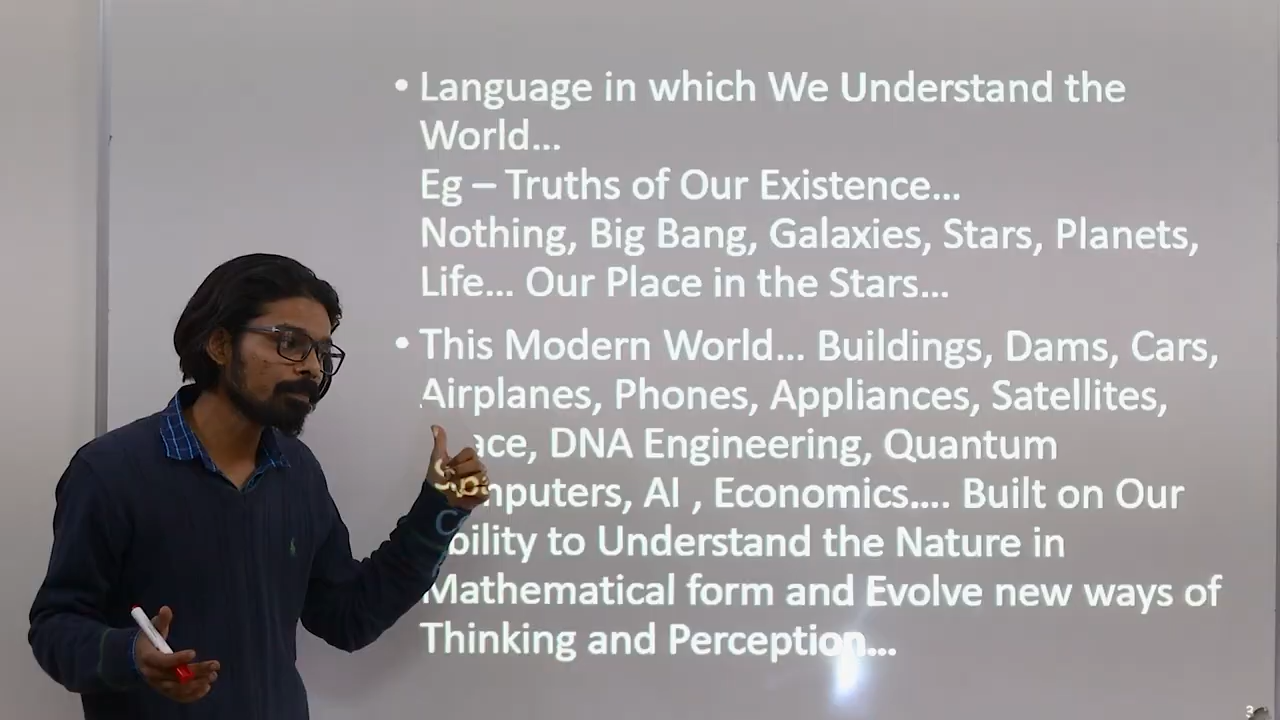 • Language in which We Understand the
World...
Eg – Truths of Our Existence...
Nothing, Big Bang, Galaxies, Stars, Planets,
Life... Our Place in the Stars...
• This Modern World... Buildings, Dams, Cars,
Airplanes, Phones, Appliances, Satellites,
Space, DNA Engineering, Quantum
Computers, AI , Economics.... Built on Our
Ability to Understand the Nature in
Mathematical form and Evolve new ways of
Thinking and Perception...